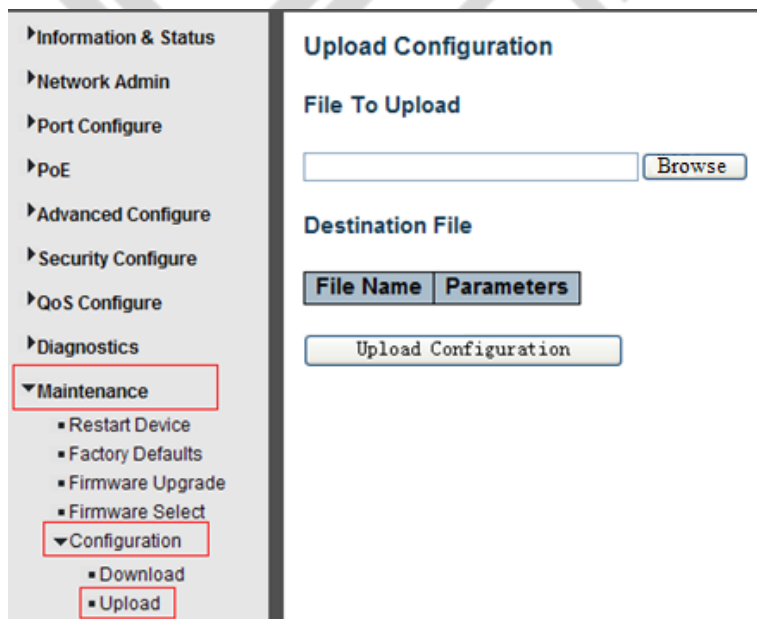 Information & Status
Network Admin
Port Configure
PoE
Advanced Configure
Security Configure
QoS Configure
Diagnostics
Maintenance
Restart Device
Factory Defaults
Firmware Upgrade
Firmware Select
Configuration
Download
Upload
Upload Configuration
File To Upload
Browse
Destination File
File Name Parameters
Upload Configuration